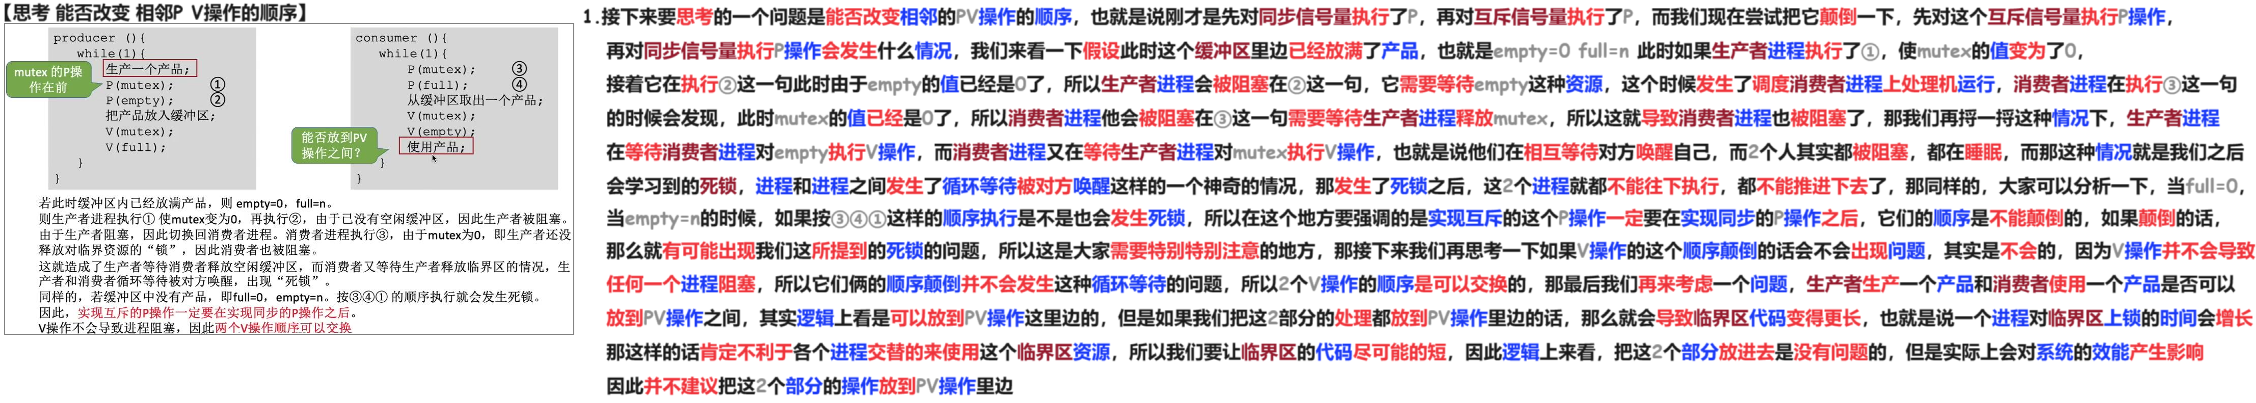 【思考 能否改变 相邻P V操作的顺序】
producer (){
while(1){
生产一个产品;
P(mutex); ①
P(empty); ②
把产品放入缓冲区;
V(mutex);
V(full);
}
}
mutex 的P操
作在前
consumer (){
while(1){
P(mutex); ③
P(full); ④
从缓冲区取出一个产品;
V(mutex);
V(empty);
使用产品;
}
}
能否放到PV
操作之间?
若此时缓冲区内已经放满产品，则 empty=0，full=n。
则生产者进程执行① 使mutex变为0，再执行②，由于已没有空闲缓冲区，因此生产者被阻塞。
由于生产者阻塞，因此切换回消费者进程。消费者进程执行③，由于mutex为0，即生产者还没
释放对临界资源的“锁”，因此消费者也被阻塞。
这就造成了生产者等待消费者释放空闲缓冲区，而消费者又等待生产者释放临界区的情况，生
产者和消费者循环等待被对方唤醒，出现“死锁”。
同样的，若缓冲区中没有产品，即full=0，empty=n。按③④① 的顺序执行就会发生死锁。
因此，实现互斥的P操作一定要在实现同步的P操作之后。
V操作不会导致进程阻塞，因此两个V操作顺序可以交换
1.接下来要思考的一个问题是能否改变相邻的PV操作的顺序，也就是说刚才是先对同步信号量执行了P，再对互斥信号量执行了P，而我们现在尝试把它颠倒一下，先对这个互斥信号量执行P操作，
再对同步信号量执行P操作会发生什么情况，我们来看一下假设此时这个缓冲区里边已经放满了产品，也就是empty=0 full=n 此时如果生产者进程执行了①，使mutex的值变为了0，
接着它在执行②这一句此时由于empty的值已经是0了，所以生产者进程会被阻塞在②这一句，它需要等待empty这种资源，这个时候发生了调度消费者进程上处理机运行，消费者进程在执行③这一句
的时候会发现，此时mutex的值已经是0了，所以消费者进程他会被阻塞在③这一句需要等待生产者进程释放mutex，所以这就导致消费者进程也被阻塞了，那我们再捋一捋这种情况下，生产者进程
在等待消费者进程对empty执行V操作，而消费者进程又在等待生产者进程对mutex执行V操作，也就是说他们在相互等待对方唤醒自己，而2个人其实都被阻塞，都在睡眠，而那这种情况就是我们之后
会学习到的死锁，进程和进程之间发生了循环等待被对方唤醒这样的一个神奇的情况，那发生了死锁之后，这2个进程就都不能往下执行，都不能推进下去了，那同样的，大家可以分析一下，当full=0，
当empty=n的时候，如果按③④①这样的顺序执行是不是也会发生死锁，所以在这个地方要强调的是实现互斥的这个P操作一定要在实现同步的P操作之后，它们的顺序是不能颠倒的，如果颠倒的话，
那么就有可能出现我们这所提到的死锁的问题，所以这是大家需要特别特别注意的地方，那接下来我们再思考一下如果V操作的这个顺序颠倒的话会不会出现问题，其实是不会的，因为V操作并不会导致
任何一个进程阻塞，所以它们俩的顺序颠倒并不会发生这种循环等待的问题，所以2个V操作的顺序是可以交换的，那最后我们再来考虑一个问题，生产者生产一个产品和消费者使用一个产品是否可以
放到PV操作之间，其实逻辑上看是可以放到PV操作这里边的，但是如果我们把这2部分的处理都放到PV操作里边的话，那么就会导致临界区代码变得更长，也就是说一个进程对临界区上锁的时间会增长
那这样的话肯定不利于各个进程交替的来使用这个临界区资源，所以我们要让临界区的代码尽可能的短，因此逻辑上来看，把这2个部分放进去是没有问题的，但是实际上会对系统的效能产生影响
因此并不建议把这2个部分的操作放到PV操作里边